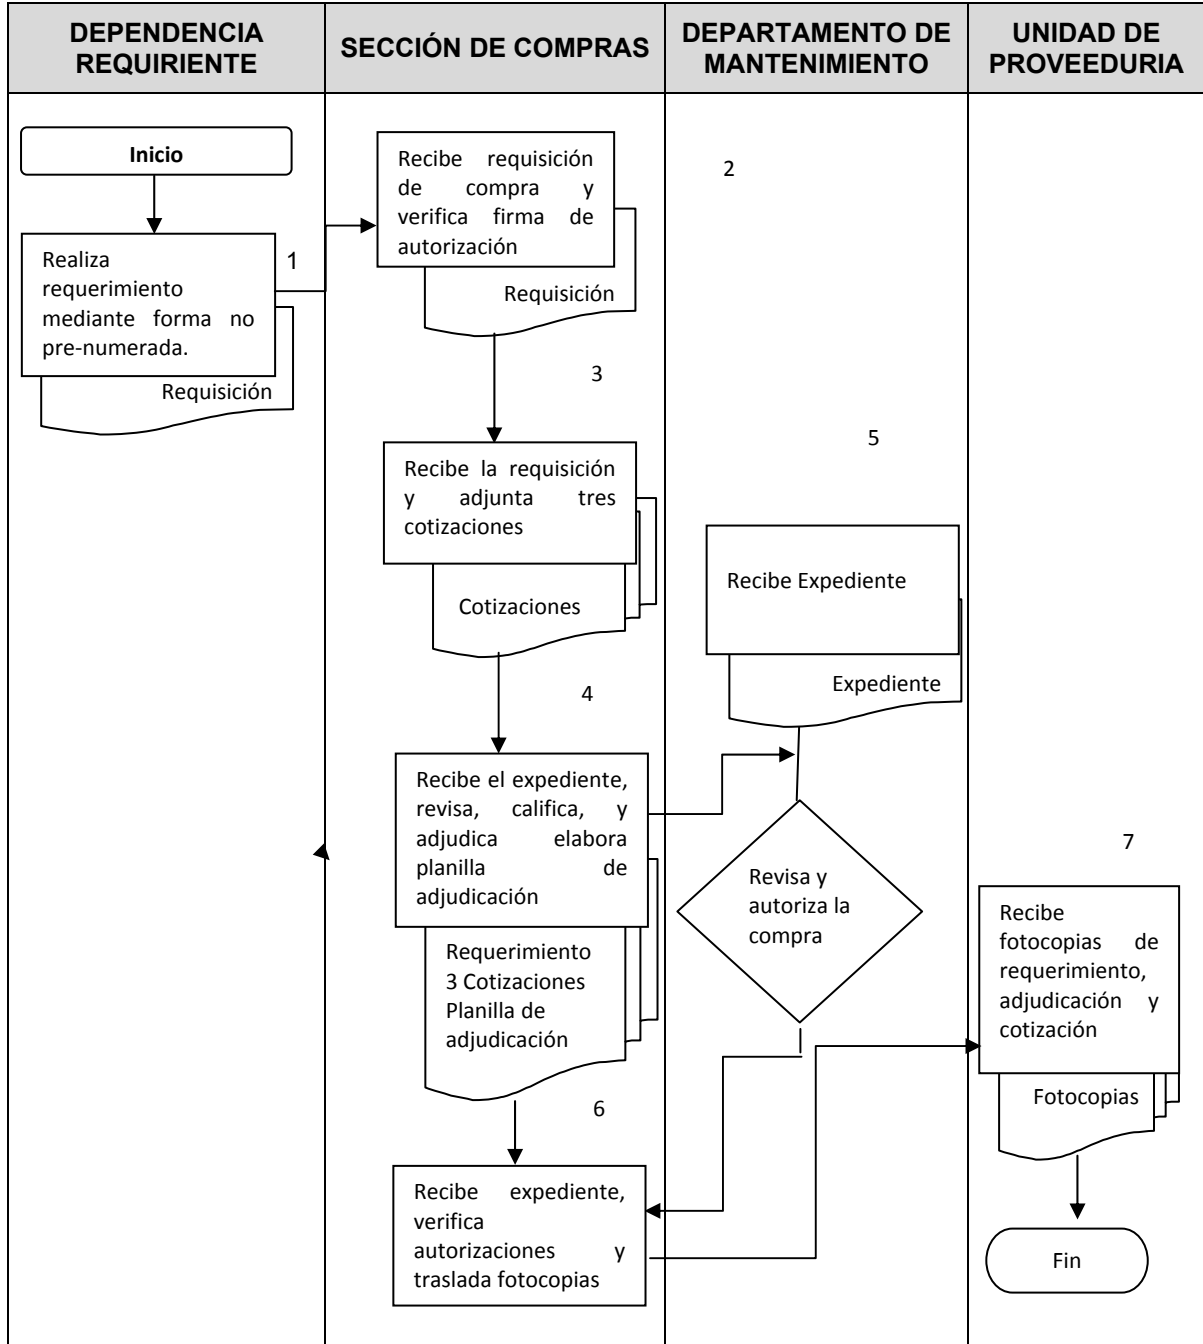 DEPENDENCIA
REQUIRIENTE
SECCIÓN DE COMPRAS
DEPARTAMENTO DE
MANTENIMIENTO
UNIDAD DE
PROVEEDURIA
Inicio
Realiza
requerimiento
mediante forma no
pre-numerada.
Requisición
1
Recibe requisición
de compra y
verifica firma de
autorización
Requisición
2
3
Recibe la requisición
y adjunta tres
cotizaciones
Cotizaciones
4
Recibe el expediente,
revisa, califica, y
adjudica elabora
planilla de
adjudicación
Requerimiento
3 Cotizaciones
Planilla de
adjudicación
5
Recibe Expediente
Expediente
Revisa y
autoriza la
compra
6
Recibe expediente,
verifica
autorizaciones y
traslada fotocopias
7
Recibe
fotocopias de
requerimiento,
adjudicación y
cotización
Fotocopias
Fin